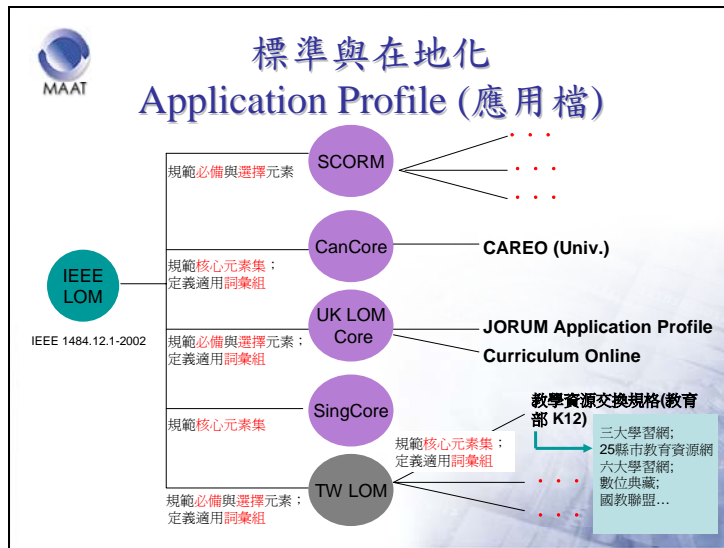 MAAT
標準與在地化
Application Profile (應用檔)
SCORM
規範必備與選擇元素
• • •
• • •
• • •
CanCore
CAREO (Univ.)
規範核心元素集；
定義適用詞彙組
IEEE
LOM
IEEE 1484.12.1-2002
UK LOM
Core
規範必備與選擇元素；
定義適用詞彙組
JORUM Application Profile
Curriculum Online
SingCore
規範核心元素集
教學資源交換規格(教育
部 K12)
規範核心元素集；
定義適用詞彙組
三大學習網;
25縣市教育資源網
六大學習網;
數位典藏;
國教聯盟…
TW LOM
規範必備與選擇元素；
定義適用詞彙組
• • •
• • •